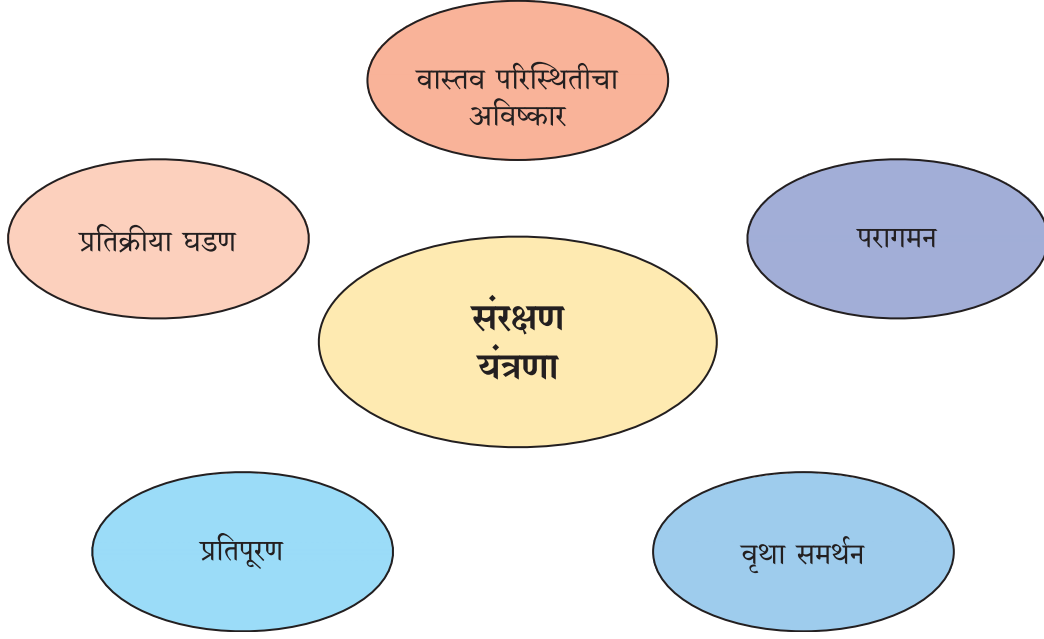 वास्तव परिस्थितीचा
अविष्कार
प्रतिक्रीया घडण
परागमन
संरक्षण
यंत्रणा
प्रतिपूरण
वृथा समर्थन